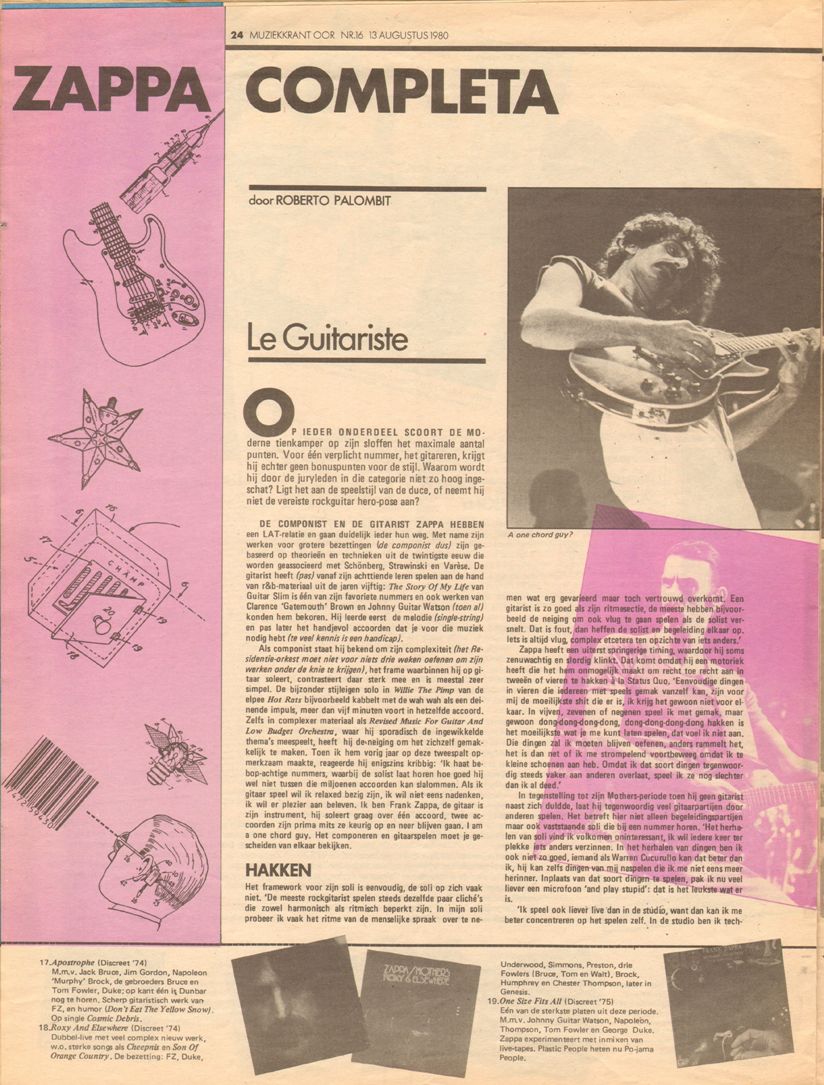 24 MUZIEKKRANT OOR NR.16 13 AUGUSTUS 1980
ZAPPA COMPLETA
door ROBERTO PALOMBIT
Le Guitariste
OP IEDER ONDERDEEL SCOORT DE MO-
derne tienkamper op zijn sloffen het maximale aantal
punten. Voor één verplicht nummer, het gitareren, krijgt
hij echter geen bonuspunten voor de stijl. Waarom wordt
hij door de juryleden in die categorie niet zo hoog inge-
schat? Ligt het aan de speelstijl van de duce, of neemt hij
niet de vereiste rockguitar hero-pose aan?
DE COMPONIST EN DE GITARIST ZAPPA HEBBEN
een LAT-relatie en gaan duidelijk ieder hun weg. Met name zijn
werken voor grotere bezettingen (de componist dus) zijn ge-
baseerd op theorieën en technieken uit de twintigste eeuw die
worden geassocieerd met Schönberg, Strawinski en Varèse. De
gitarist heeft (pas) vanaf zijn achttiende leren spelen aan de hand
van r&b-materiaal uit de jaren vijftig: The Story Of My Life van
Guitar Slim is één van zijn favoriete nummers en ook werken van
Clarence 'Gatemouth' Brown en Johnny Guitar Watson (toen al)
konden hem bekoren. Hij leerde eerst de melodie (single-string)
en pas later het handjevol accoorden dat je voor die muziek
nodig hebt (te veel kennis is een handicap).
Als componist staat hij bekend om zijn complexiteit (het Re-
sidentie-orkest moet niet voor niets drie weken oefenen om zijn
werken onder de knie te krijgen), het frame waarbinnen hij op gi-
taar soleert, contrasteert daar sterk mee en is meestal zeer
simpel. De bijzonder stijleigen solo in Willie The Pimp van de
elpee Hot Rats bijvoorbeeld kabbelt met de wah wah als een dei-
nende impuls, meer dan vijf minuten voort in hetzelfde accoord.
Zelfs in complexer materiaal als Revised Music For Guitar And
Low Budget Orchestra, waar hij sporadisch de ingewikkelde
thema's meespeelt, heeft hij de neiging om het zichzelf gemak-
kelijk te maken. Toen ik hem vorig jaar op deze tweespalt op-
merkzaam maakte, reageerde hij enigszins kribbig: 'Ik haat be-
bop-achtige nummers, waarbij de solist laat horen hoe goed hij
wel niet tussen die miljoenen accoorden kan slalommen. Als ik
gitaar speel wil ik relaxed bezig zijn, ik wil niet eens nadenken,
ik wil er plezier aan beleven. Ik ben Frank Zappa, de gitaar is
zijn instrument, hij soleert graag over één accoord, twee ac-
coorden zijn prima mits ze keurig op en neer blijven gaan. I am
a one chord guy. Het componeren en gitaarspelen moet je ge-
scheiden van elkaar bekijken.
HAKKEN
Het framework voor zijn soli is eenvoudig, de soli op zich vaak
niet. 'De meeste rockgitarist spelen steeds dezelfde paar cliché's
die zowel harmonisch als ritmisch beperkt zijn. In mijn soli
probeer ik vaak het ritme van de menselijke spraak over te ne-
A one chord guy?
men wat erg gevarieerd maar toch vertrouwd overkomt. Een
gitarist is zo goed als zijn ritmesectie, de meeste hebben bijvoor-
beeld de neiging om ook vlug te gaan spelen als de solist ver-
snelt. Dat is fout, dan heffen de solist en begeleiding elkaar op.
Iets is altijd vlug, complex etcetera ten opzichte van iets anders.'
Zappa heeft een uiterst springerige timing, waardoor hij soms
zenuwachtig en slordig klinkt. Dat komt omdat hij een motoriek
heeft die het hem onmogelijk maakt om recht toe recht aan in
tweeën of vieren te hakken à la Status Quo. 'Eenvoudige dingen
in vieren die iedereen met speels gemak vanzelf kan, zijn voor
mij de moeilijkste shit die er is, ik krijg het gewoon niet voor el-
kaar. In vijven, zevenen of negenen speel ik met gemak, maar
gewoon dong-dong-dong-dong, dong-dong-dong-dong hakken is
het moeilijkste wat je me kunt laten spelen, dat voel ik niet aan.
Die dingen zal ik moeten blijven oefenen, anders rammelt het,
het is dan net of ik me strompelend voortbeweeg omdat ik te
kleine schoenen aan heb. Omdat ik dat soort dingen tegenwoor-
dig steeds vaker aan anderen overlaat, speel ik ze nog slechter
dan ik al deed.'
In tegenstelling tot zijn Mothers-periode toen hij geen gitarist
naast zich duldde, laat hij tegenwoordig veel gitaarpartijen door
anderen spelen. Het betreft hier niet alleen begeleidingspartijen
maar ook vaststaande soli die bij een nummer horen. 'Het herha-
len van soli vind ik volkomen oninteressant, ik wil iedere keer ter
plekke iets anders verzinnen. In het herhalen van dingen ben ik
ook niet zo goed, iemand als Warren Cucurullo kan dat beter dan
ik, hij kan zelfs dingen van mij naspelen die ik me niet eens meer
herinner. Inplaats van dat soort dingen te spelen, pak ik nu veel
liever een microfoon 'and play stupid': dat is het leukste wat er
is.
'Ik speel ook liever live dan in de studio, want dan kan ik me
beter concentreren op het spelen zelf. In de studio ben ik tech-
CHAMP
17.Apostrophe (Discreet '74)
M.m.v. Jack Bruce, Jim Gordon, Napoleon
'Murphy' Brock, de gebroeders Bruce en
Tom Fowler, Duke; op kant één is Dunbar
nog te horen. Scherp gitaristisch werk van
FZ, en humor (Don't Eat The Yellow Snow).
Op single Cosmic Debris.
18.Roxy And Elsewhere (Discreet '74)
Dubbel-live met veel complex nieuw werk,
w.o. sterke songs als Cheepnis en Son Of
Orange Country. De bezetting: FZ, Duke,
ZAPPA/MOTHERS
ROXY & ELSEWHERE
Underwood, Simmons, Preston, drie
Fowlers (Bruce, Tom en Walt), Brock,
Humphrey en Chester Thompson, later in
Genesis.
19.One Size Fits All (Discreet '75)
Eén van de sterkste platen uit deze periode.
M.m.v. Johnny Guitar Watson, Napoleon,
Thompson, Tom Fowler en George Duke.
Zappa experimenteert met inmixen van
live-tapes. Plastic People heten nu Po-jama
People.